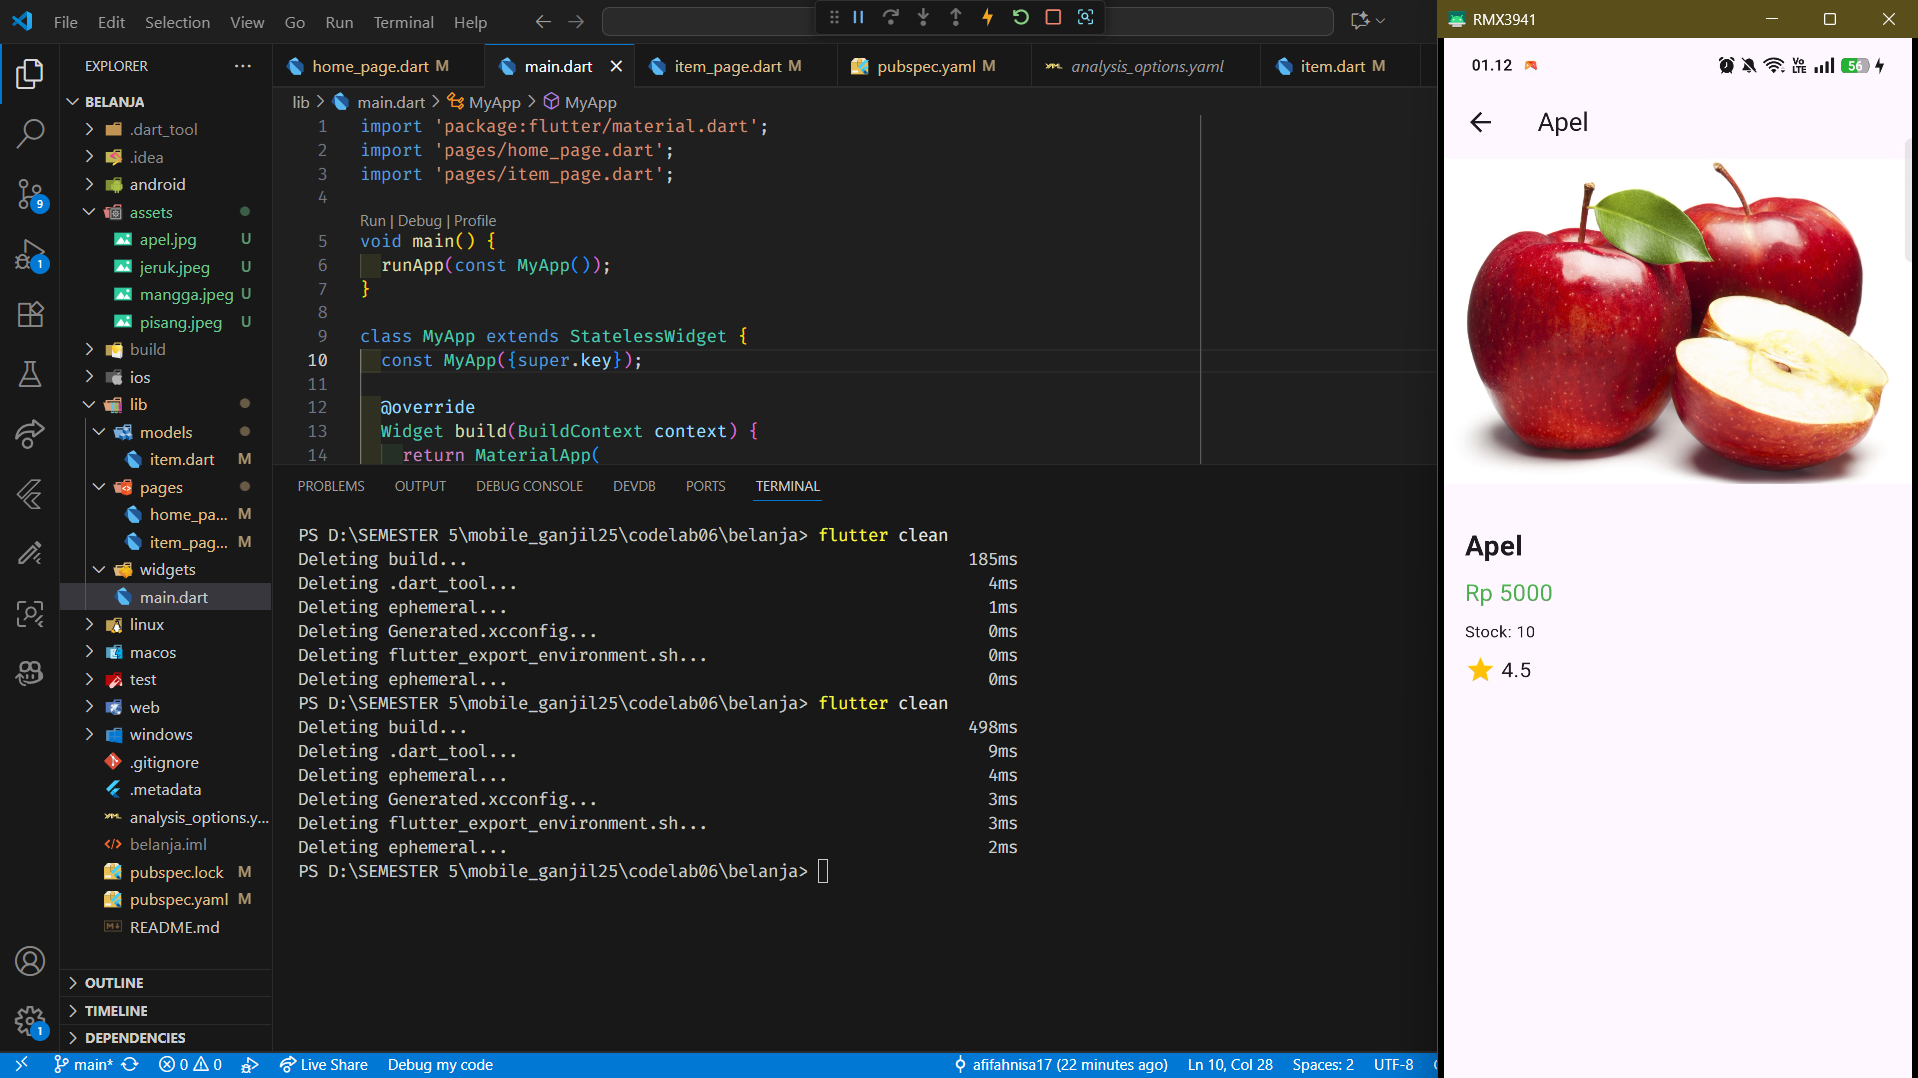 File Edit Selection View Go Run Terminal Help
EXPLORER
BELANJA
.dart_tool
.idea
android
assets
apel.jpg U
jeruk.jpeg U
mangga.jpeg U
pisang.jpeg U
build
ios
lib
models
item.dart M
pages
home_pa... M
item_pag... M
widgets
main.dart
linux
macos
test
web
windows
.gitignore
.metadata
analysis_options.y...
belanja.iml
pubspec.lock M
pubspec.yaml M
README.md
OUTLINE
TIMELINE
DEPENDENCIES
9
1
1
home_page.dart M
main.dart
item_page.dart M
pubspec.yaml M
analysis_options.yaml
item.dart M
lib > main.dart > MyApp > MyApp
1 import 'package:flutter/material.dart';
2 import 'pages/home_page.dart';
3 import 'pages/item_page.dart';
4
Run | Debug | Profile
5 void main() {
6 runApp(const MyApp());
7 }
8
9 class MyApp extends StatelessWidget {
10 const MyApp({super.key});
11
12 @override
13 Widget build(BuildContext context) {
14 return MaterialApp(
PROBLEMS OUTPUT DEBUG CONSOLE DEVDB PORTS TERMINAL
PS D:\SEMESTER 5\mobile_ganjil25\codelab06\belanja> flutter clean
Deleting build... 185ms
Deleting .dart_tool... 4ms
Deleting ephemeral... 1ms
Deleting Generated.xcconfig... 0ms
Deleting flutter_export_environment.sh... 0ms
Deleting ephemeral... 0ms
PS D:\SEMESTER 5\mobile_ganjil25\codelab06\belanja> flutter clean
Deleting build... 498ms
Deleting .dart_tool... 9ms
Deleting ephemeral... 4ms
Deleting Generated.xcconfig... 3ms
Deleting flutter_export_environment.sh... 3ms
Deleting ephemeral... 2ms
PS D:\SEMESTER 5\mobile_ganjil25\codelab06\belanja>
main* 0 0 Live Share Debug my code afifahnisa17 (22 minutes ago) Ln 10, Col 28 Spaces: 2 UTF-8
RMX3941
01.12 Vo LTE 56
Apel
Apel
Rp 5000
Stock: 10
4.5